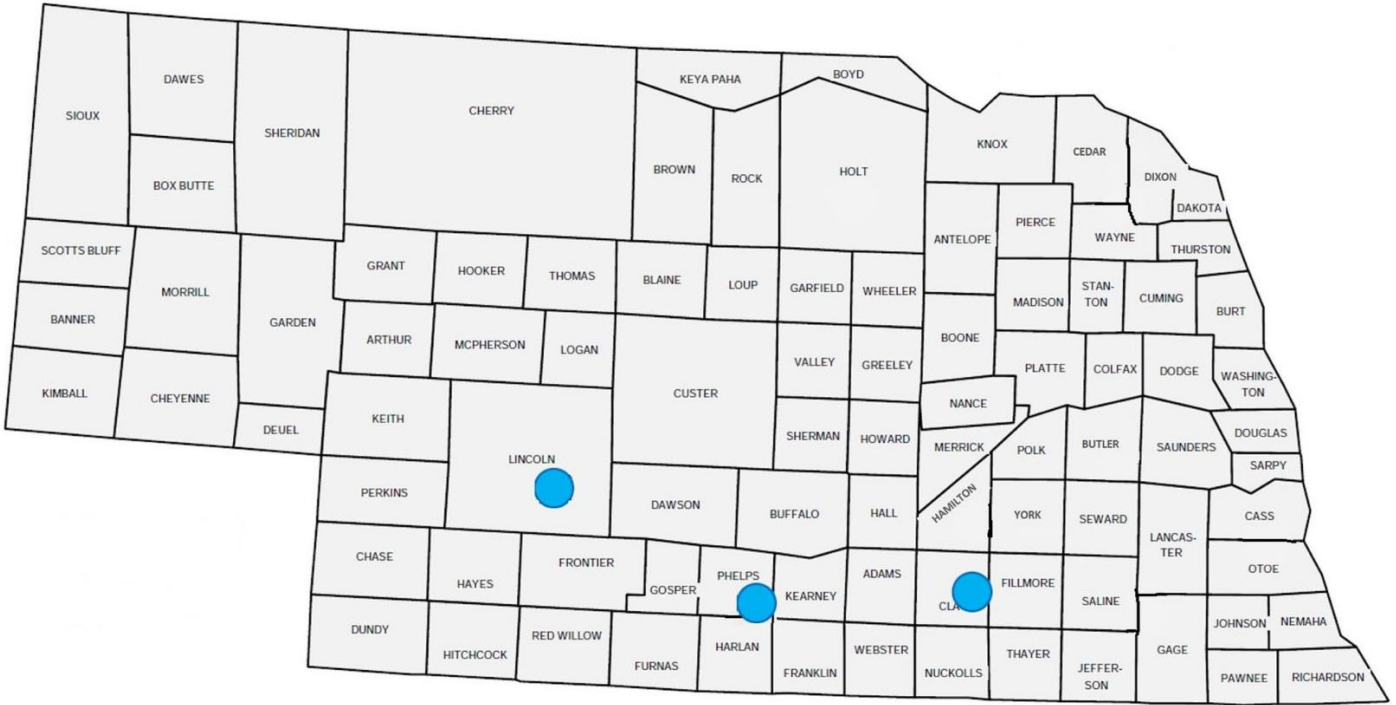 SIOUX
DAWES
BOX BUTTE
SHERIDAN
CHERRY
KEYA PAHA
BOYD
BROWN
ROCK
HOLT
KNOX
CEDAR
DIXON
DAKOTA
SCOTTS BLUFF
BANNER
KIMBALL
MORRILL
CHEYENNE
GARDEN
DEUEL
GRANT
HOOKER
THOMAS
BLAINE
LOUP
GARFIELD
WHEELER
ANTELOPE
PIERCE
WAYNE
THURSTON
ARTHUR
MCPHERSON
LOGAN
CUSTER
VALLEY
GREELEY
BOONE
MADISON
STAN-
TON
CUMING
BURT
KEITH
LINCOLN
SHERMAN
HOWARD
NANCE
MERRICK
PLATTE
COLFAX
DODGE
WASHING-
TON
PERKINS
DAWSON
BUFFALO
HALL
HAMILTON
POLK
BUTLER
SAUNDERS
DOUGLAS
SARPY
YORK
SEWARD
LANCAS-
TER
CASS
OTOE
CHASE
HAYES
FRONTIER
GOSPER
PHELPS
KEARNEY
ADAMS
CLA
FILLMORE
SALINE
DUNDY
HITCHCOCK
RED WILLOW
FURNAS
HARLAN
FRANKLIN
WEBSTER
NUCKOLLS
THAYER
JEFFER-
SON
GAGE
JOHNSON
NEMAHA
PAWNEE
RICHARDSON